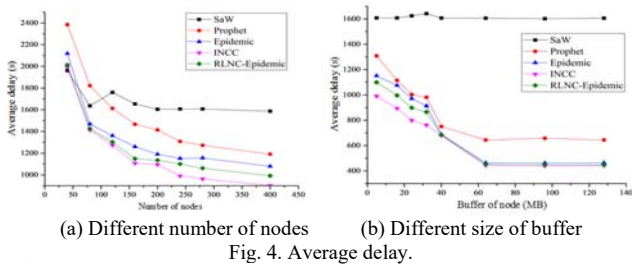 2400
2200
2000
1800
1600
1400
1200
1000
Average delay (s)
SaW
Prophet
Epidemic
INCC
RLNC-Epidemic
0 50 100 150 200 250 300 350 400 450
Number of nodes
1600
1400
1200
1000
800
600
400
Average delay (s)
SaW
Prophet
Epidemic
INCC
RLNC-Epidemic
0 20 40 60 80 100 120 140
Buffer of node (MB)
(a) Different number of nodes (b) Different size of buffer
Fig. 4. Average delay.